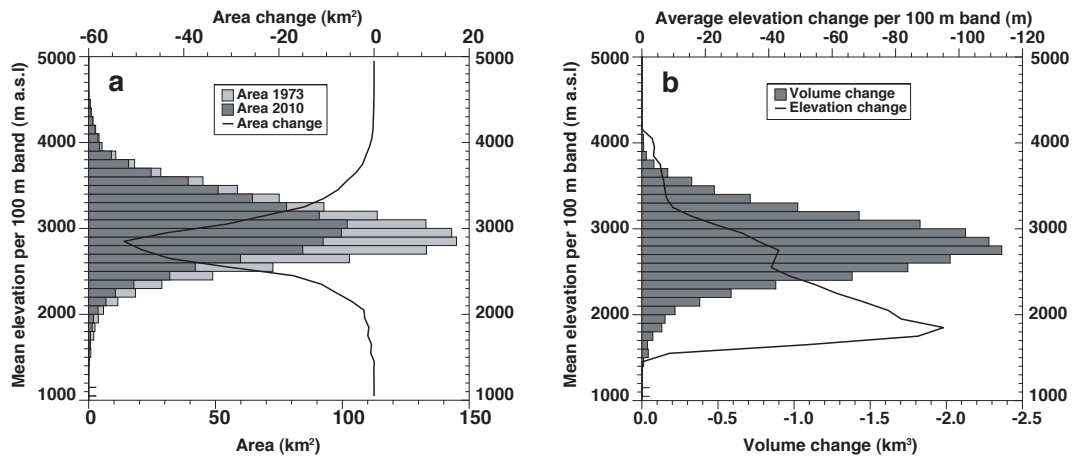 Area change (km²)
-60 -40 -20 0 20
5000 5000
a
Area 1973
Area 2010
Area change
4000 4000
3000 3000
2000 2000
1000 1000
Mean elevation per 100 m band (m a.s.l)
0 50 100 150
Area (km²)
Average elevation change per 100 m band (m)
0 -20 -40 -60 -80 -100 -120
5000 5000
b
Volume change
Elevation change
4000 4000
3000 3000
2000 2000
1000 1000
Mean elevation per 100 m band (m a.s.l)
0.0 -0.5 -1.0 -1.5 -2.0 -2.5
Volume change (km³)